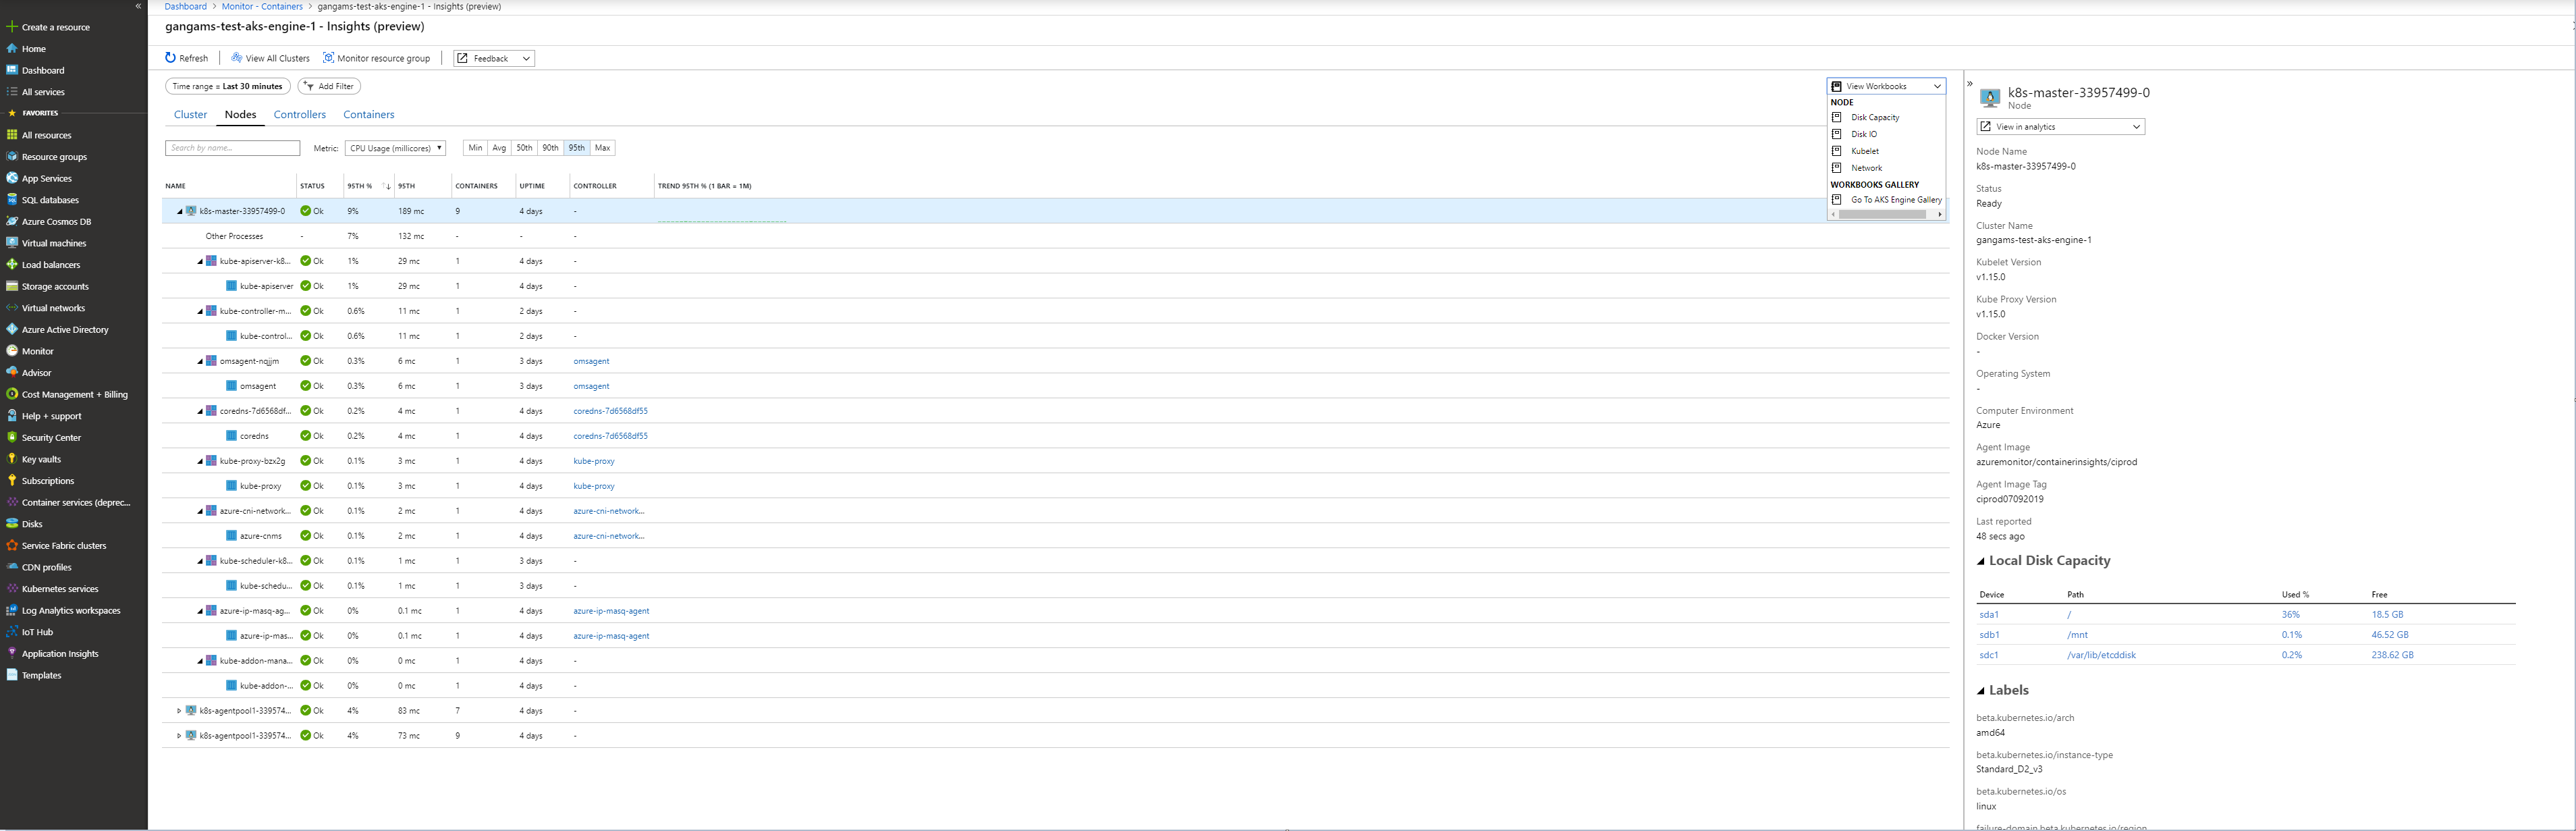 «
Create a resource
Home
Dashboard
All services
FAVORITES
All resources
Resource groups
App Services
SQL databases
Azure Cosmos DB
Virtual machines
Load balancers
Storage accounts
Virtual networks
Azure Active Directory
Monitor
Advisor
Cost Management + Billing
Help + support
Security Center
Key vaults
Subscriptions
Container services (deprec...
Disks
Service Fabric clusters
CDN profiles
Kubernetes services
Log Analytics workspaces
IoT Hub
Application Insights
Templates
Dashboard > Monitor - Containers > gangams-test-aks-engine-1 - Insights (preview)
gangams-test-aks-engine-1 - Insights (preview)
Refresh View All Clusters Monitor resource group Feedback
Time range = Last 30 minutes Add Filter
Cluster Nodes Controllers Containers
Search by name... Metric: CPU Usage (millicores) Min Avg 50th 90th 95th Max
NAME STATUS 95TH % 95TH CONTAINERS UPTIME CONTROLLER TREND 95TH % (1 BAR = 1M)
k8s-master-33957499-0 Ok 9% 189 mc 9 4 days -
Other Processes - 7% 132 mc - - -
kube-apiserver-k8... Ok 1% 29 mc 1 4 days -
kube-apiserver Ok 1% 29 mc 1 4 days -
kube-controller-m... Ok 0.6% 11 mc 1 2 days -
kube-control... Ok 0.6% 11 mc 1 2 days -
omsagent-nqjjm Ok 0.3% 6 mc 1 3 days omsagent
omsagent Ok 0.3% 6 mc 1 3 days omsagent
coredns-7d6568df... Ok 0.2% 4 mc 1 4 days coredns-7d6568df55
coredns Ok 0.2% 4 mc 1 4 days coredns-7d6568df55
kube-proxy-bzx2g Ok 0.1% 3 mc 1 4 days kube-proxy
kube-proxy Ok 0.1% 3 mc 1 4 days kube-proxy
azure-cni-network... Ok 0.1% 2 mc 1 4 days azure-cni-network...
azure-cnms Ok 0.1% 2 mc 1 4 days azure-cni-network...
kube-scheduler-k8... Ok 0.1% 1 mc 1 3 days -
kube-schedu... Ok 0.1% 1 mc 1 3 days -
azure-ip-masq-ag... Ok 0% 0.1 mc 1 4 days azure-ip-masq-agent
azure-ip-mas... Ok 0% 0.1 mc 1 4 days azure-ip-masq-agent
kube-addon-mana... Ok 0% 0 mc 1 4 days -
kube-addon-... Ok 0% 0 mc 1 4 days -
k8s-agentpool1-339574... Ok 4% 83 mc 7 4 days -
k8s-agentpool1-339574... Ok 4% 73 mc 9 4 days -
View Workbooks
NODE
Disk Capacity
Disk IO
Kubelet
Network
WORKBOOKS GALLERY
Go To AKS Engine Gallery
»
k8s-master-33957499-0
Node
View in analytics
Node Name
k8s-master-33957499-0
Status
Ready
Cluster Name
gangams-test-aks-engine-1
Kubelet Version
v1.15.0
Kube Proxy Version
v1.15.0
Docker Version
-
Operating System
-
Computer Environment
Azure
Agent Image
azuremonitor/containerinsights/ciprod
Agent Image Tag
ciprod07092019
Last reported
48 secs ago
Local Disk Capacity
Device Path Used % Free
sda1 / 36% 18.5 GB
sdb1 /mnt 0.1% 46.52 GB
sdc1 /var/lib/etcddisk 0.2% 238.62 GB
Labels
beta.kubernetes.io/arch
amd64
beta.kubernetes.io/instance-type
Standard_D2_v3
beta.kubernetes.io/os
linux
failure-domain.beta.kubernetes.io/region